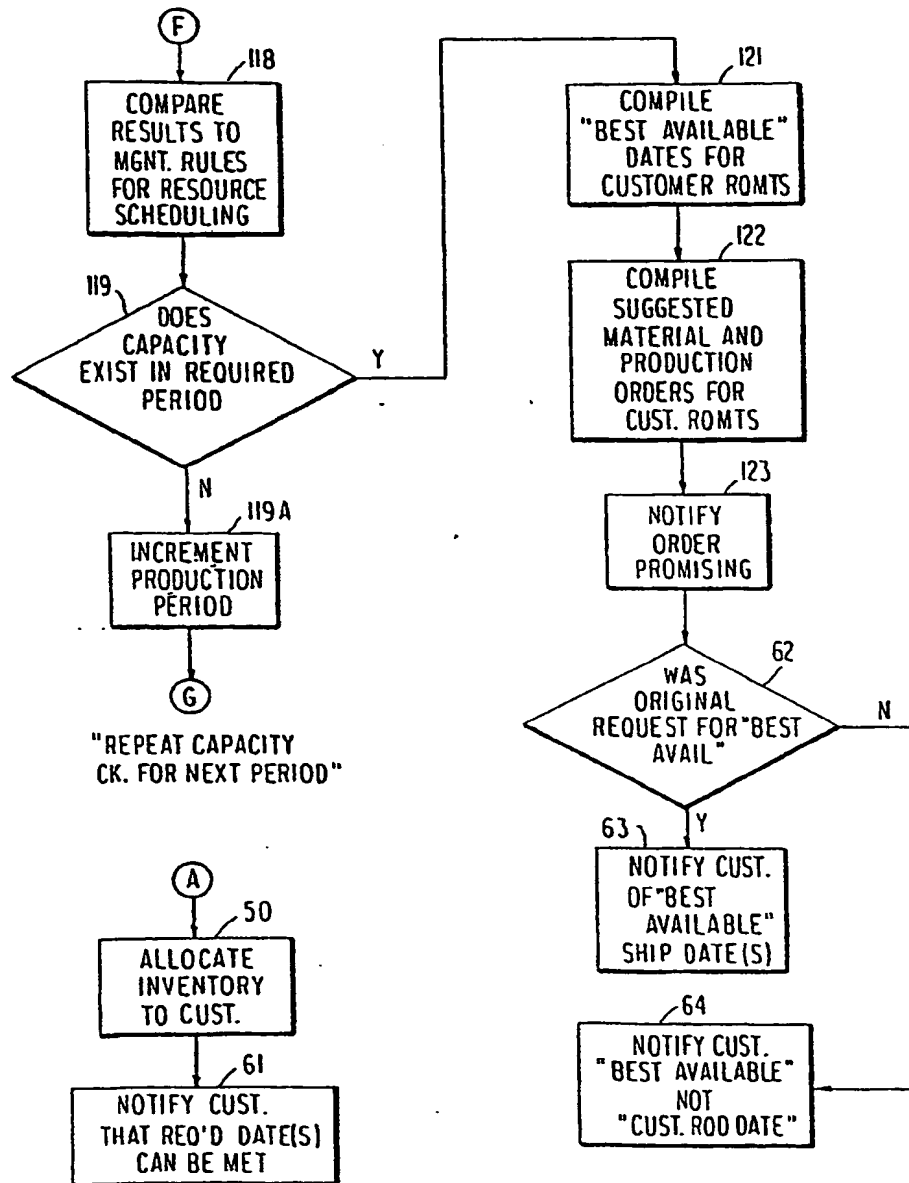 F
118
COMPARE
RESULTS TO
MGNT. RULES
FOR RESOURCE
SCHEDULING
119
DOES
CAPACITY
EXIST IN REQUIRED
PERIOD
Y
N
119A
INCREMENT
PRODUCTION
PERIOD
G
"REPEAT CAPACITY
CK. FOR NEXT PERIOD"
A
50
ALLOCATE
INVENTORY
TO CUST.
61
NOTIFY CUST.
THAT REO'D DATE(S)
CAN BE MET
121
COMPILE
"BEST AVAILABLE"
DATES FOR
CUSTOMER ROMTS
122
COMPILE
SUGGESTED
MATERIAL AND
PRODUCTION
ORDERS FOR
CUST. ROMTS
123
NOTIFY
ORDER
PROMISING
62
WAS
ORIGINAL
REQUEST FOR "BEST
AVAIL"
N
Y
63
NOTIFY CUST.
OF "BEST
AVAILABLE"
SHIP DATE(S)
64
NOTIFY CUST.
"BEST AVAILABLE"
NOT
"CUST. ROD DATE"